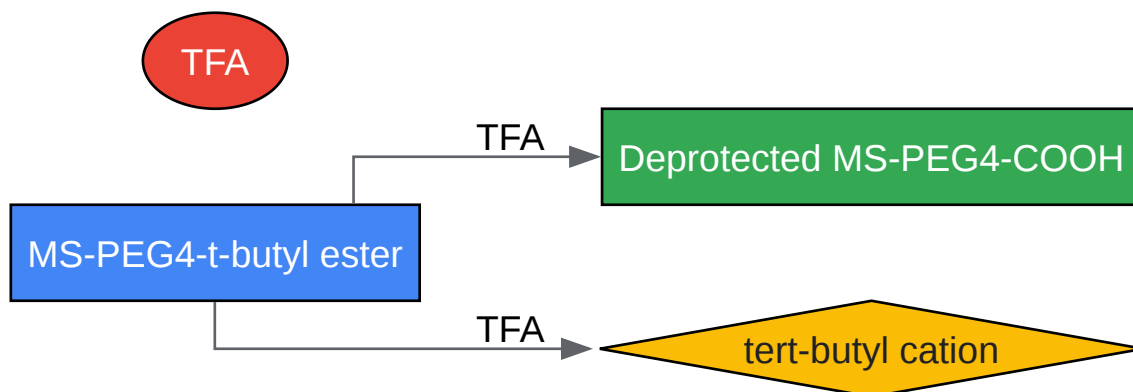 TFA
TFA
Deprotected MS-PEG4-COOH
MS-PEG4-t-butyl ester
TFA
tert-butyl cation